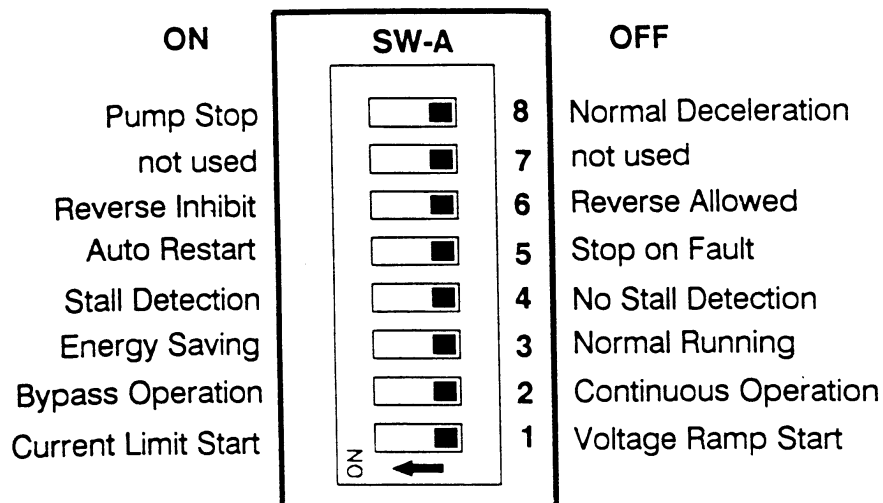 ON SW-A OFF
Pump Stop 8 Normal Deceleration
not used 7 not used
Reverse Inhibit 6 Reverse Allowed
Auto Restart 5 Stop on Fault
Stall Detection 4 No Stall Detection
Energy Saving 3 Normal Running
Bypass Operation 2 Continuous Operation
Current Limit Start 1 Voltage Ramp Start
ON